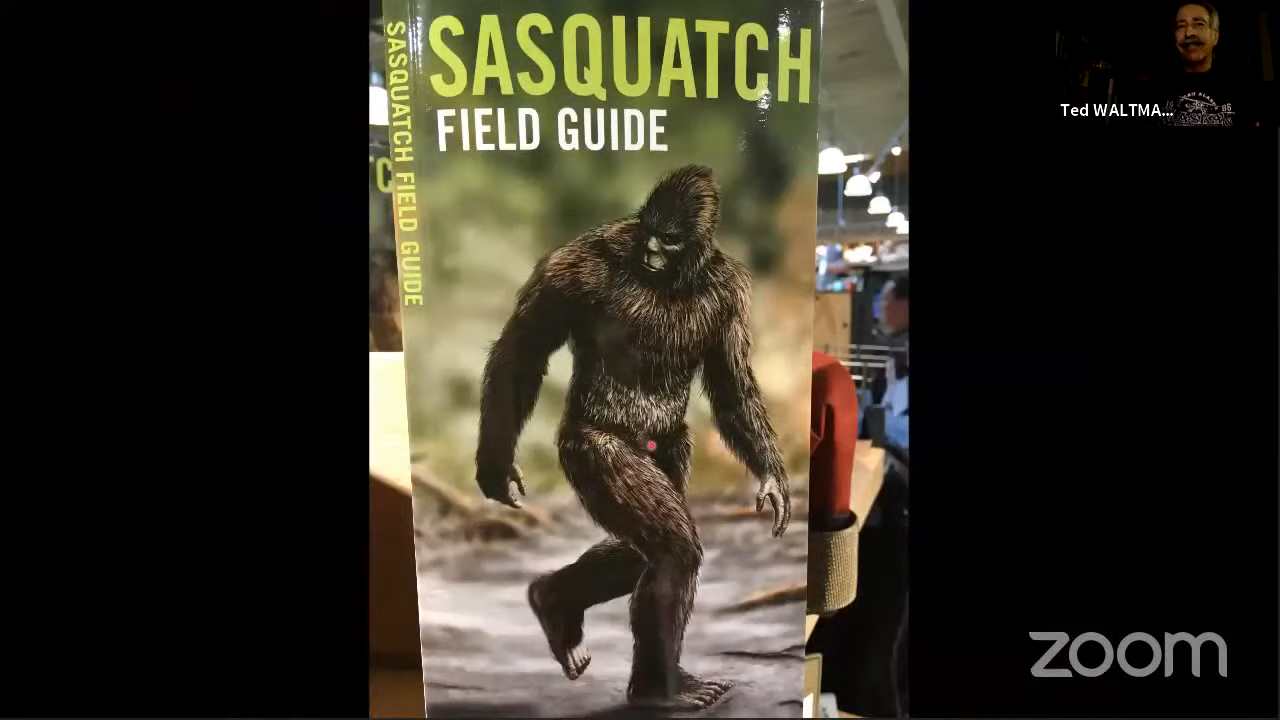 SASQUATCH
FIELD GUIDE
SASQUATCH FIELD GUIDE
Ted WALTMA...
zoom